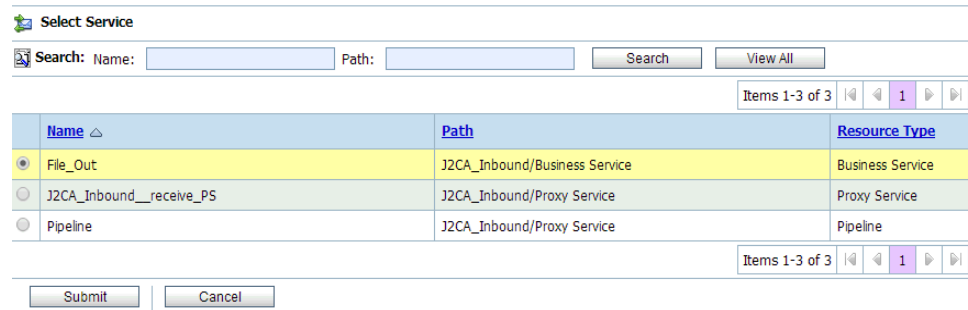 Select Service
Search: Name: Path: Search View All
Items 1-3 of 3 1
Name Path Resource Type
File_Out J2CA_Inbound/Business Service Business Service
J2CA_Inbound__receive_PS J2CA_Inbound/Proxy Service Proxy Service
Pipeline J2CA_Inbound/Proxy Service Pipeline
Items 1-3 of 3 1
Submit Cancel